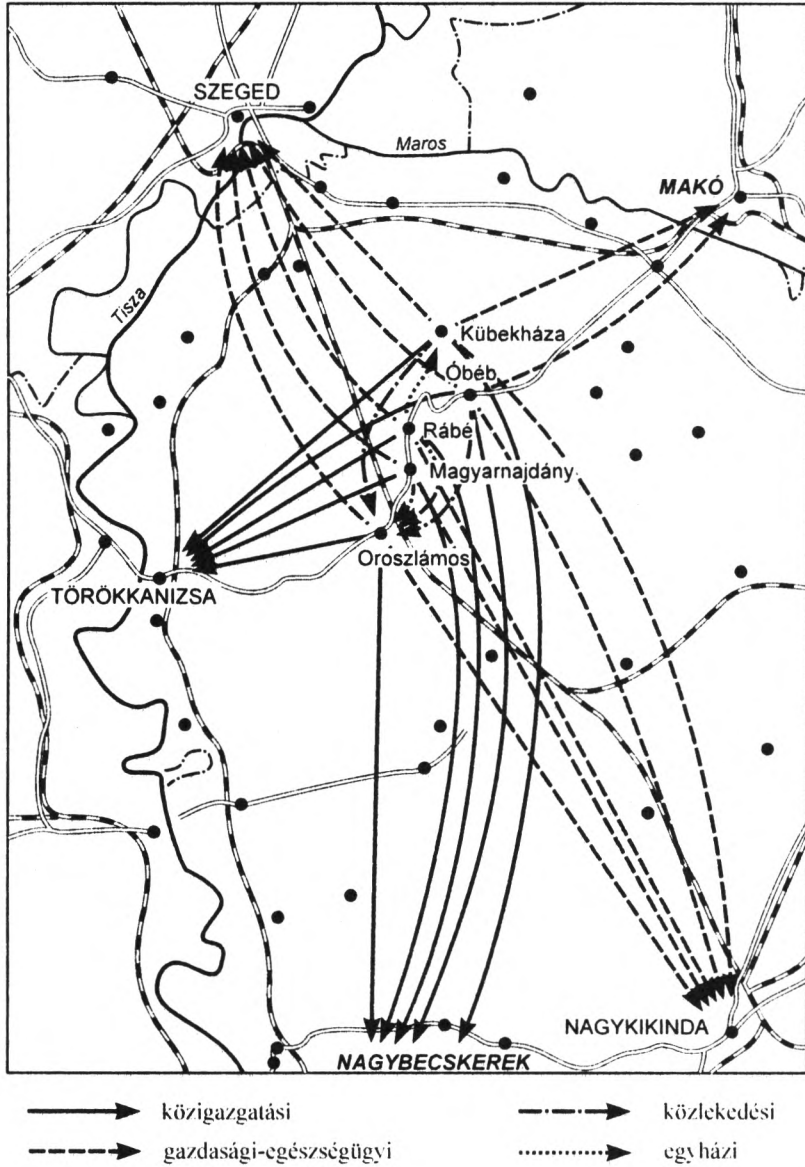 SZEGED
Maros
MAKÓ
Tisza
Kübekháza
Óbéb
Rábé
Magyarnajdány
Oroszlámos
TÖRÖKKANIZSA
NAGYKIKINDA
NAGYBECSKEREK
közigazgatási
közlekedési
gazdasági-egészségügyi
egyházi